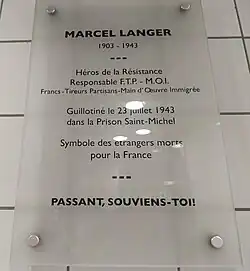 MARCEL LANGER
1903 - 1943
---
Héros de la Résistance
Responsable F.T.P. - M.O.I.
Francs-Tireurs Partisans-Main d'Œuvre Immigrée
Guillotiné le 23 juillet 1943
dans la Prison Saint-Michel
Symbole des étrangers morts
pour la France
---
PASSANT, SOUVIENS-TOI!